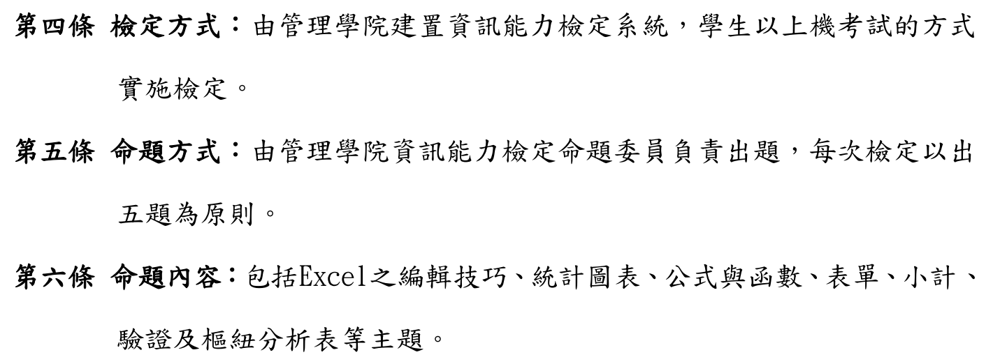 第四條 檢定方式：由管理學院建置資訊能力檢定系統，學生以上機考試的方式
實施檢定。
第五條 命題方式：由管理學院資訊能力檢定命題委員負責出題，每次檢定以出
五題為原則。
第六條 命題內容：包括Excel之編輯技巧、統計圖表、公式與函數、表單、小計、
驗證及樞紐分析表等主題。